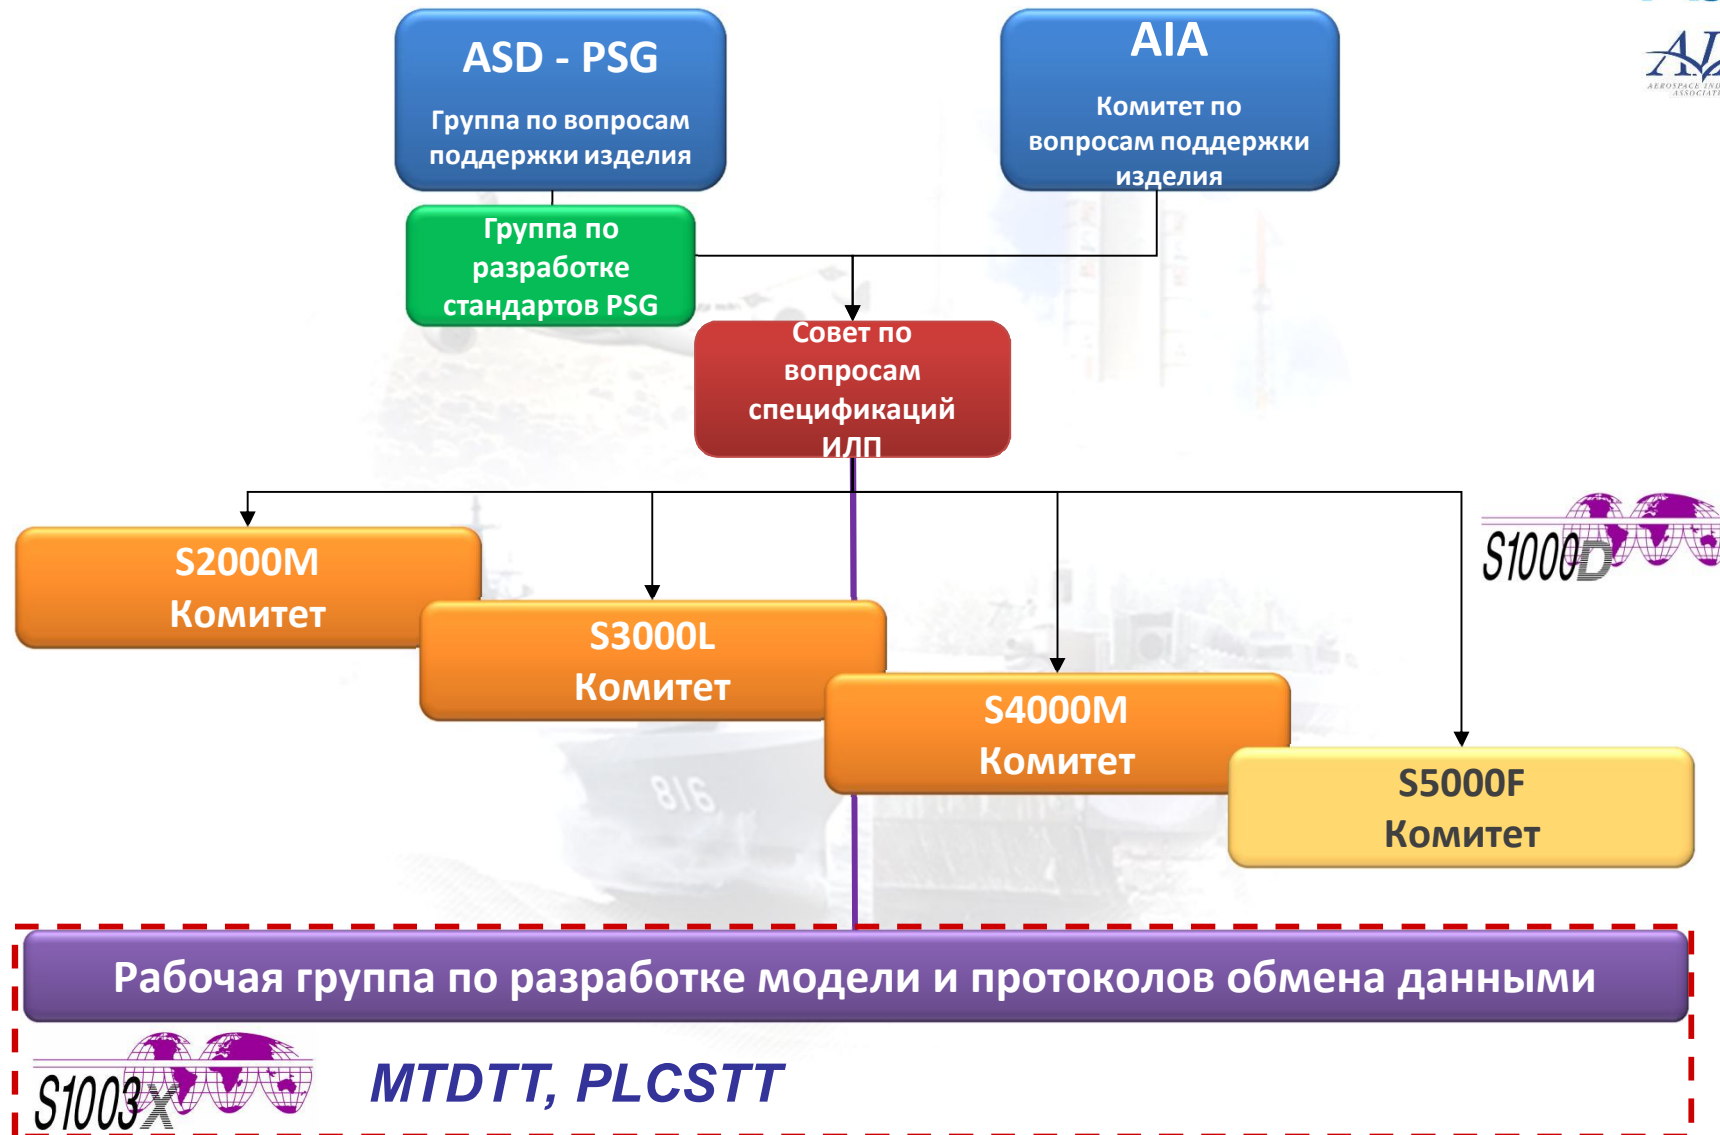 ASD - PSG
Группа по вопросам
поддержки изделия
AIA
Комитет по
вопросам поддержки
изделия
AEROSPACE
Группа по
разработке
стандартов PSG
Совет по
вопросам
спецификаций
ИЛП
S2000M
Комитет
S3000L
Комитет
S4000M
Комитет
S5000F
Комитет
S1000D
816
Рабочая группа по разработке модели и протоколов обмена данными
S1003X
MTDTT, PLCSTT